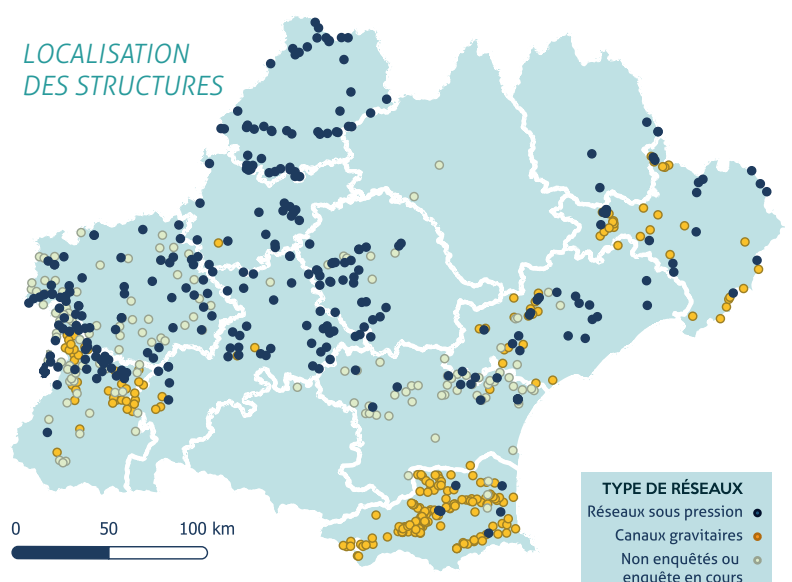 LOCALISATION
DES STRUCTURES
0 50 100 km
TYPE DE RÉSEAUX
Réseaux sous pression
Canaux gravitaires
Non enquêtés ou
enquête en cours